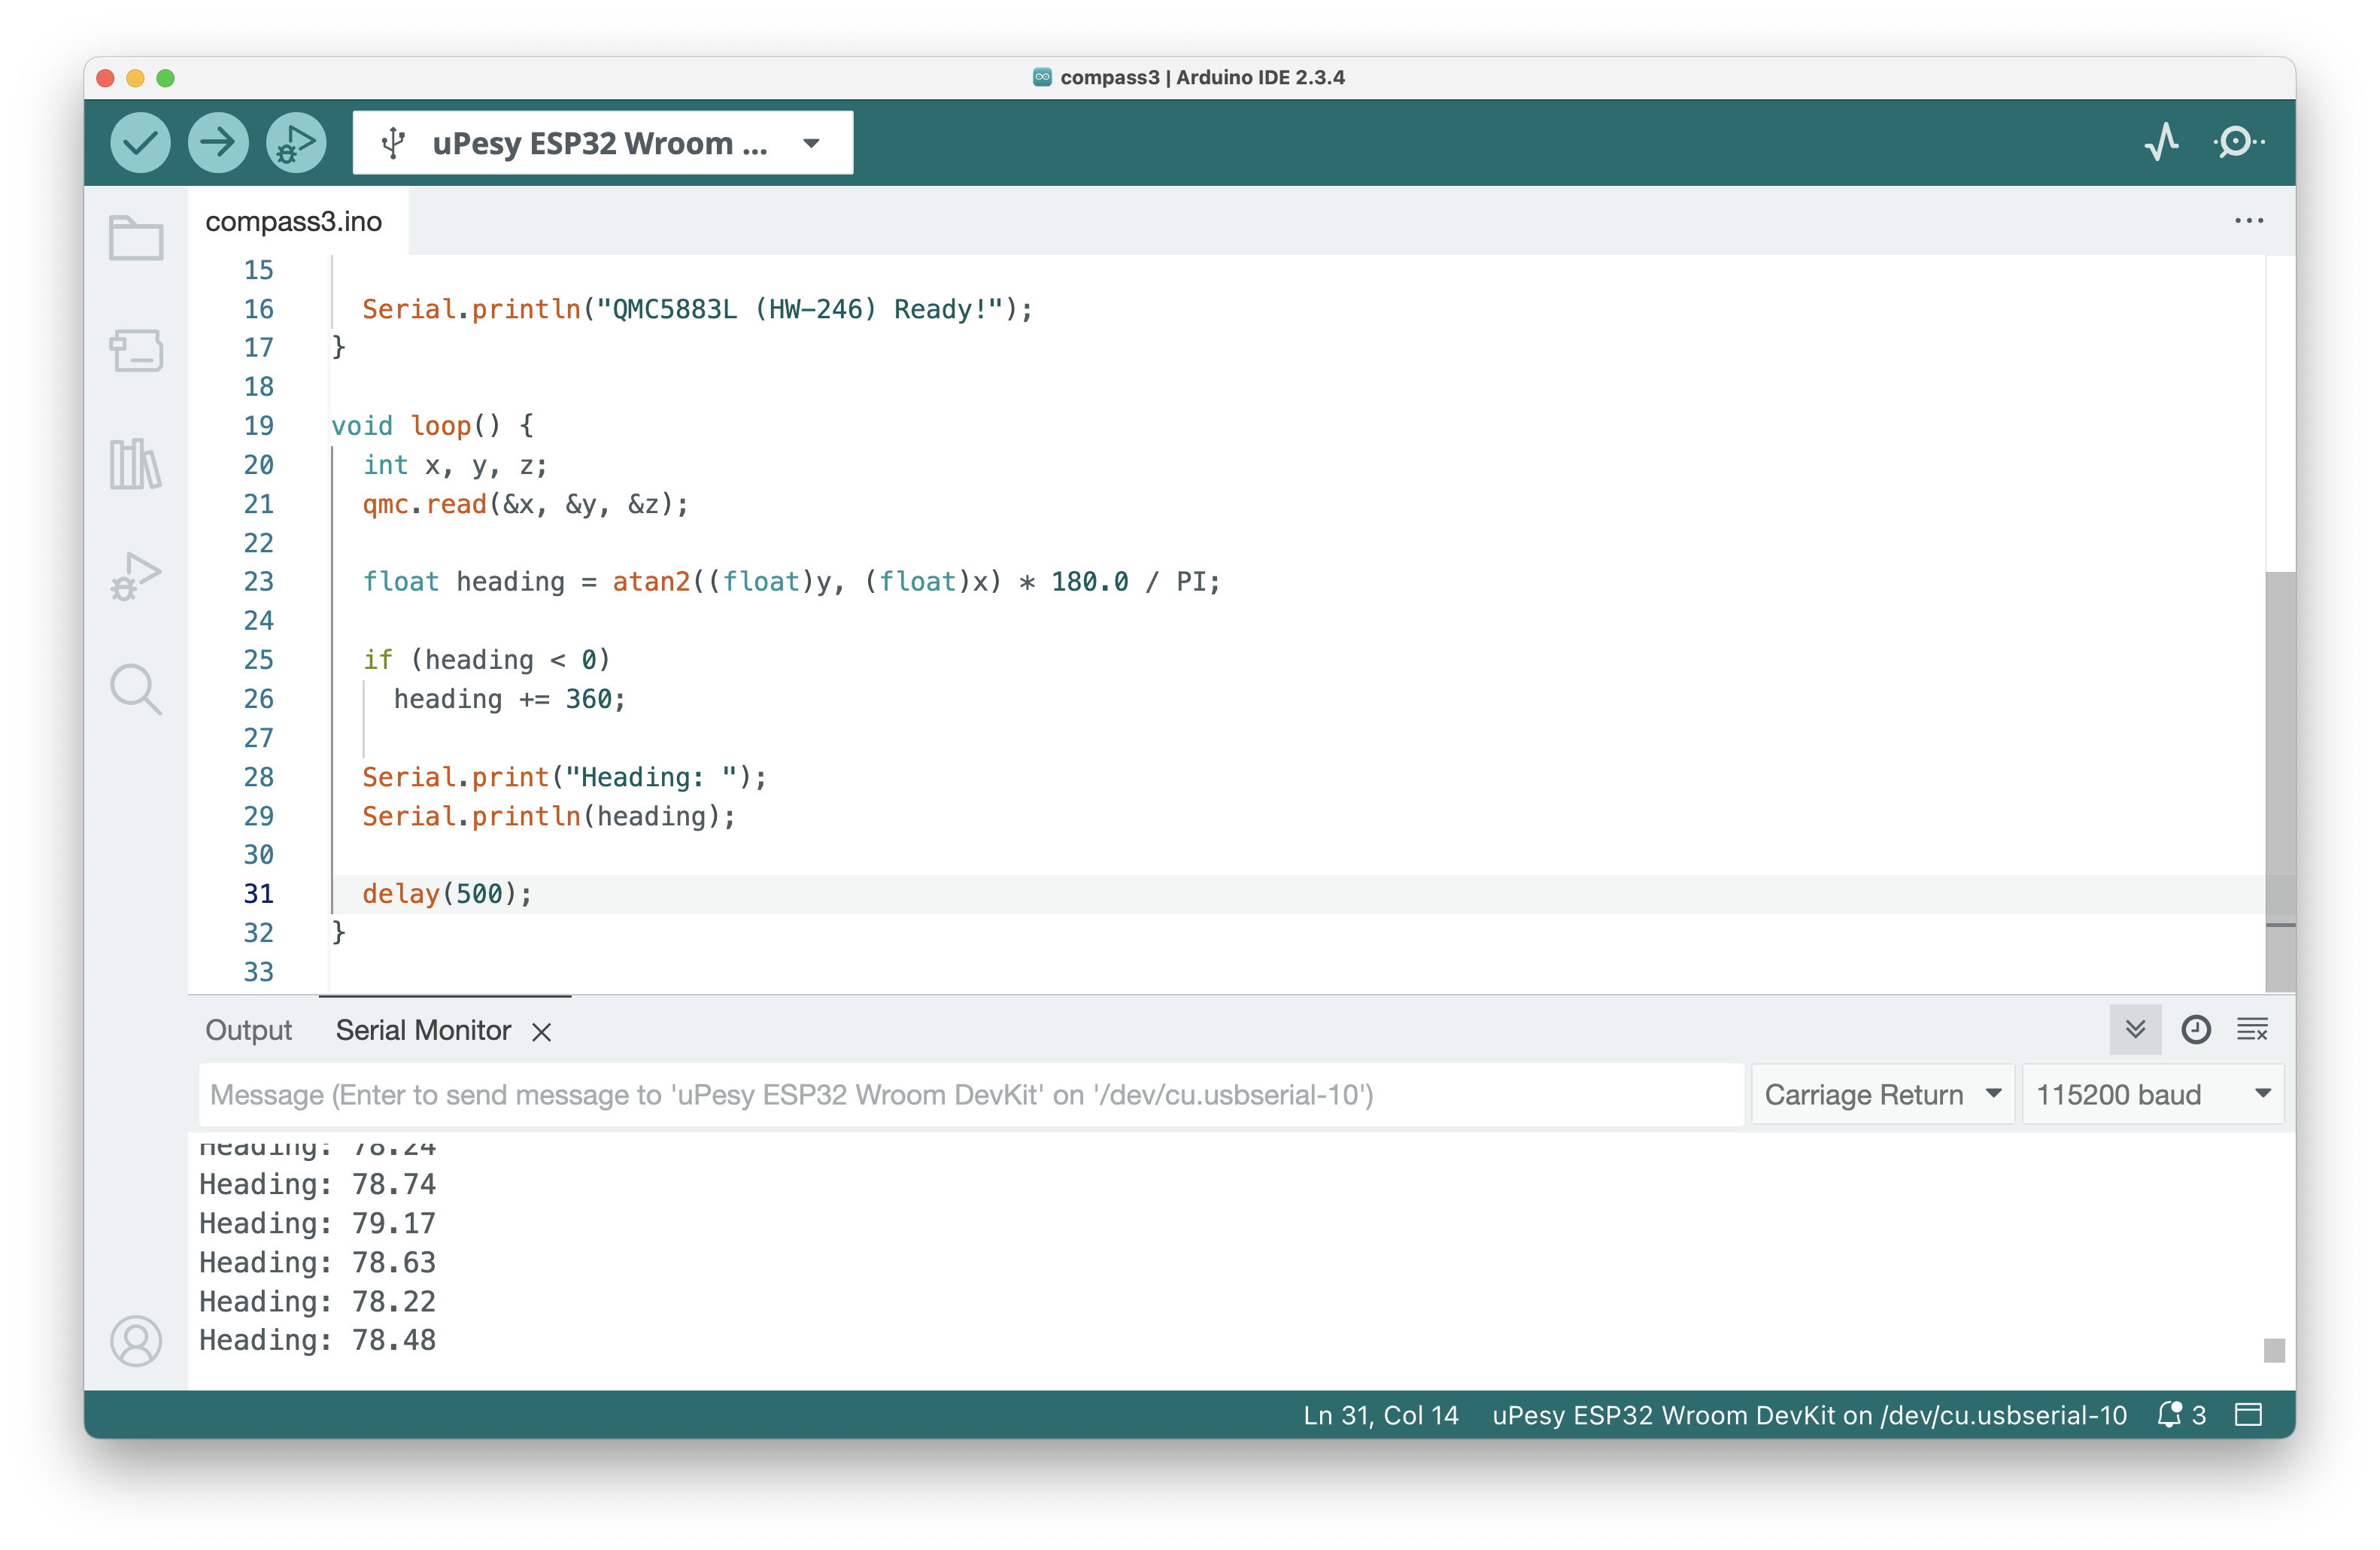 compass3 | Arduino IDE 2.3.4
uPesy ESP32 Wroom ...
compass3.ino
15
16   Serial.println("QMC5883L (HW-246) Ready!");
17 }
18
19 void loop() {
20   int x, y, z;
21   qmc.read(&x, &y, &z);
22
23   float heading = atan2((float)y, (float)x) * 180.0 / PI;
24
25   if (heading < 0)
26     heading += 360;
27
28   Serial.print("Heading: ");
29   Serial.println(heading);
30
31   delay(500);
32 }
33
Output Serial Monitor
Message (Enter to send message to 'uPesy ESP32 Wroom DevKit' on '/dev/cu.usbserial-10') Carriage Return 115200 baud
Heading: 78.24
Heading: 78.74
Heading: 79.17
Heading: 78.63
Heading: 78.22
Heading: 78.48
Ln 31, Col 14 uPesy ESP32 Wroom DevKit on /dev/cu.usbserial-10 3